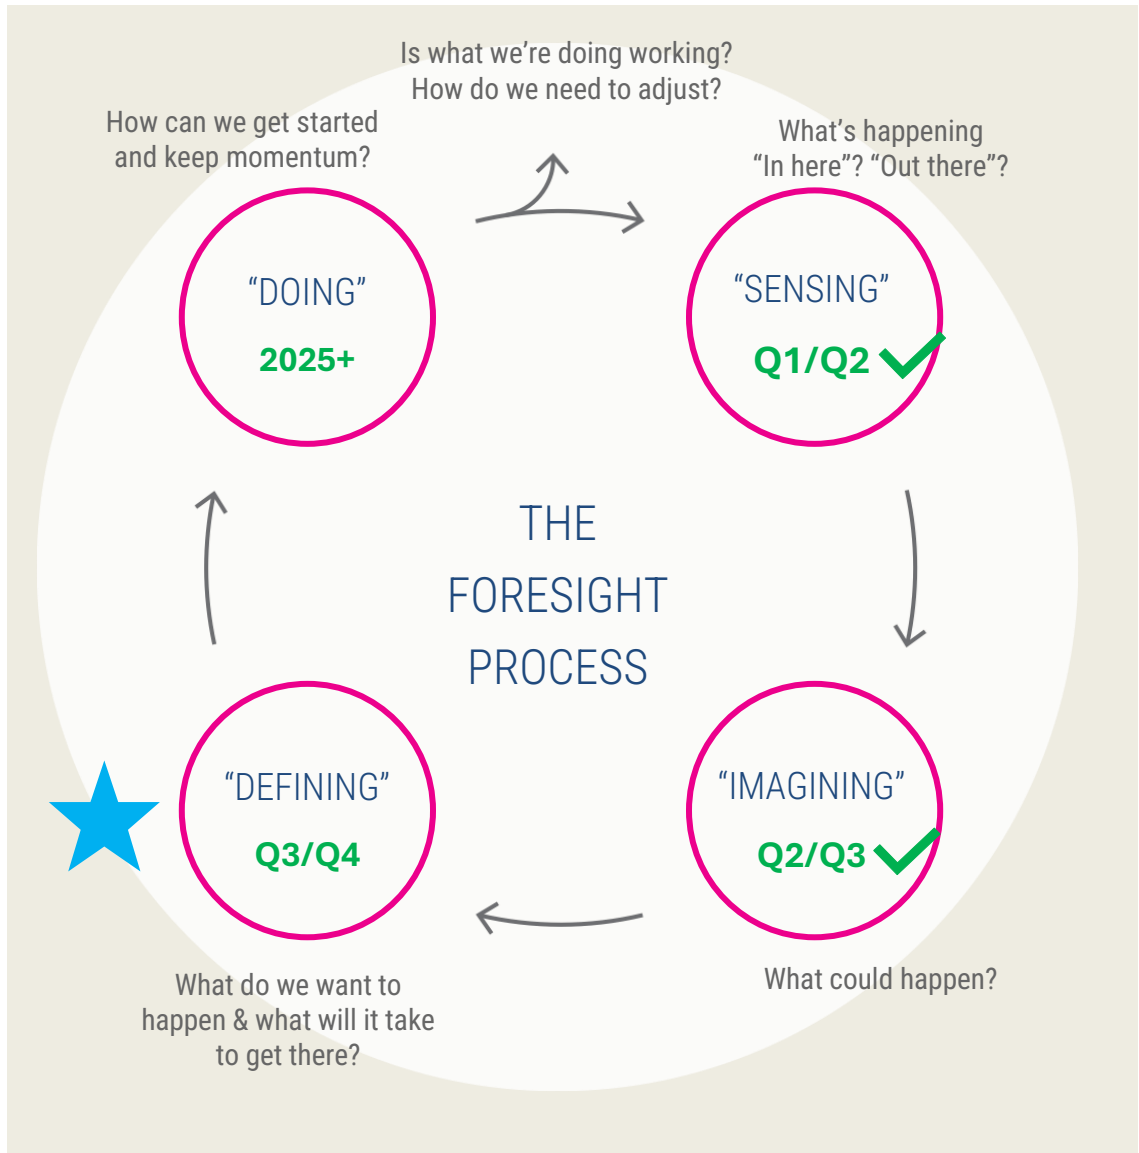 Is what we’re doing working?
How do we need to adjust?
How can we get started
and keep momentum?
What’s happening
“In here”? “Out there”?
“DOING”
2025+
“SENSING”
Q1/Q2
THE
FORESIGHT
PROCESS
“DEFINING”
Q3/Q4
“IMAGINING”
Q2/Q3
What do we want to
happen & what will it take
to get there?
What could happen?